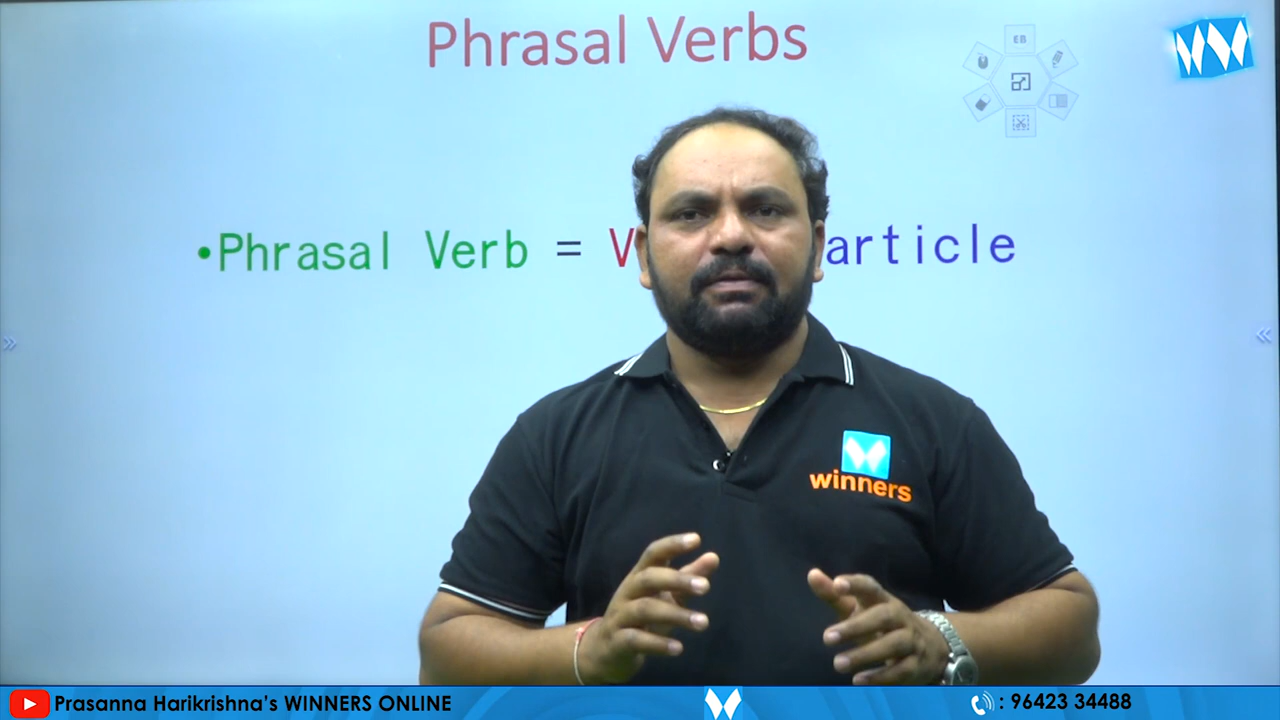 Phrasal Verbs
EB
•Phrasal Verb = V article
winners
Prasanna Harikrishna's WINNERS ONLINE
: 96423 34488